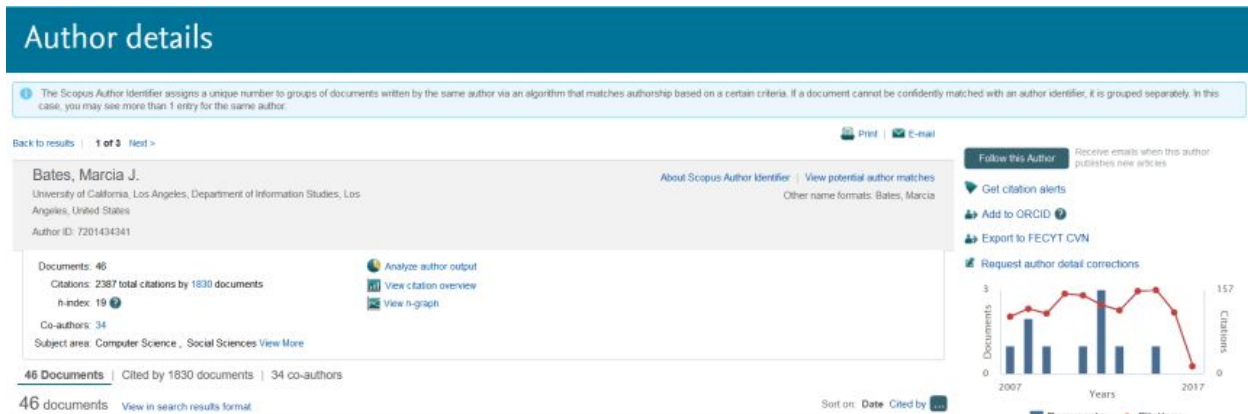 Author details
The Scopus Author Identifier assigns a unique number to groups of documents written by the same author via an algorithm that matches authorship based on a certain criteria. If a document cannot be confidently matched with an author identifier, it is grouped separately. In this
case, you may see more than 1 entry for the same author.
Print | E-mail
Back to results | 1 of 3 Next >
Bates, Marcia J.
University of California, Los Angeles, Department of Information Studies, Los
Angeles, United States
Author ID: 7201434341
About Scopus Author Identifier | View potential author matches
Other name formats: Bates, Marcia
Documents: 46
Citations: 2387 total citations by 1830 documents
h-index: 19
Co-authors: 34
Subject area: Computer Science , Social Sciences View More
Analyze author output
View citation overview
View h-graph
46 Documents | Cited by 1830 documents | 34 co-authors
46 documents View in search results format
Sort on: Date Cited by ...
Follow this Author
Receive emails when this author
publishes new articles
Get citation alerts
Add to ORCID
Export to FECYT CVN
Request author detail corrections
3
157
Documents
Citations
0
0
2007
2017
Years